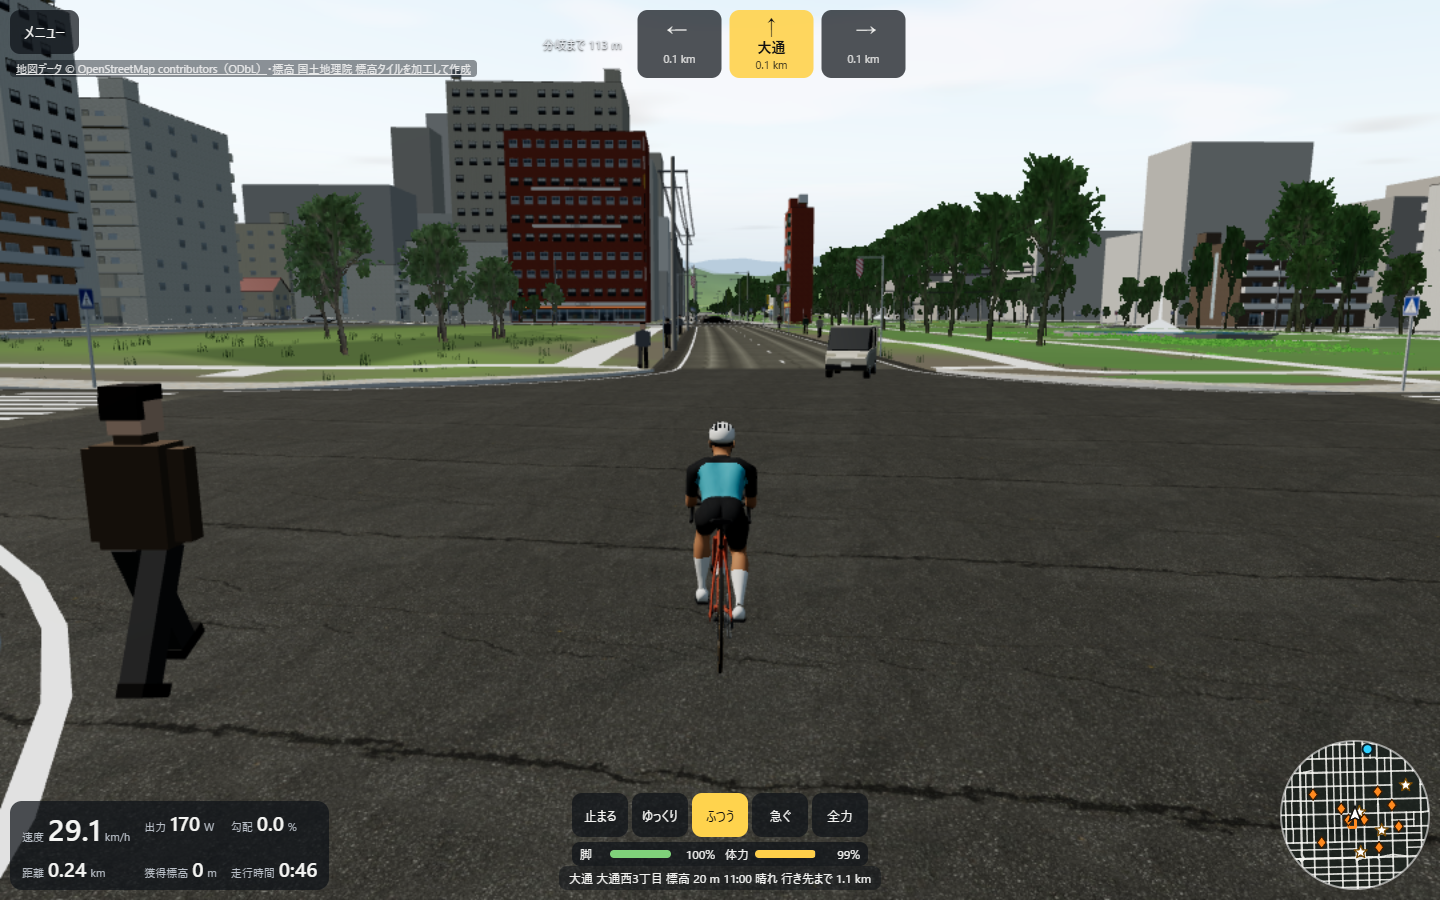 メニュー
地図データ © OpenStreetMap contributors（ODbL）・標高 国土地理院 標高タイルを加工して作成
分岐まで 113 m
←
0.1 km
↑
大通
0.1 km
→
0.1 km
速度 29.1 km/h
出力 170 W
勾配 0.0 %
距離 0.24 km
獲得標高 0 m
走行時間 0:46
止まる
ゆっくり
ふつう
急ぐ
全力
脚 100% 体力 99%
大通 大通西3丁目 標高 20 m 11:00 晴れ 行き先まで 1.1 km